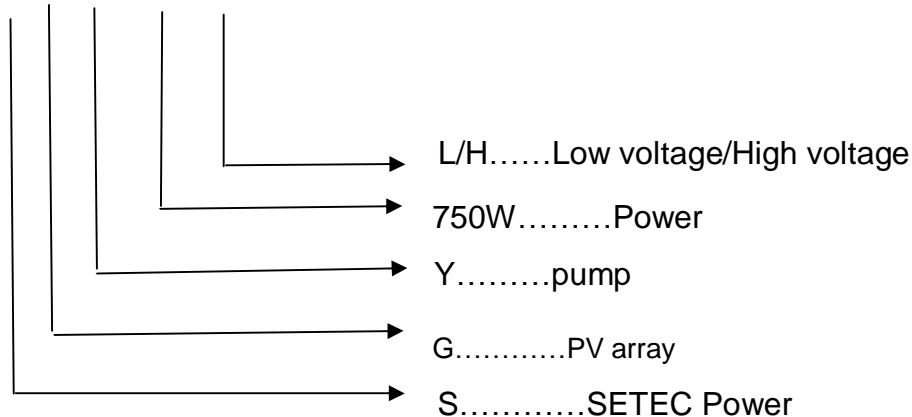 L/H……Low voltage/High voltage
750W………Power
Y………pump
G…………PV array
S…………SETEC Power